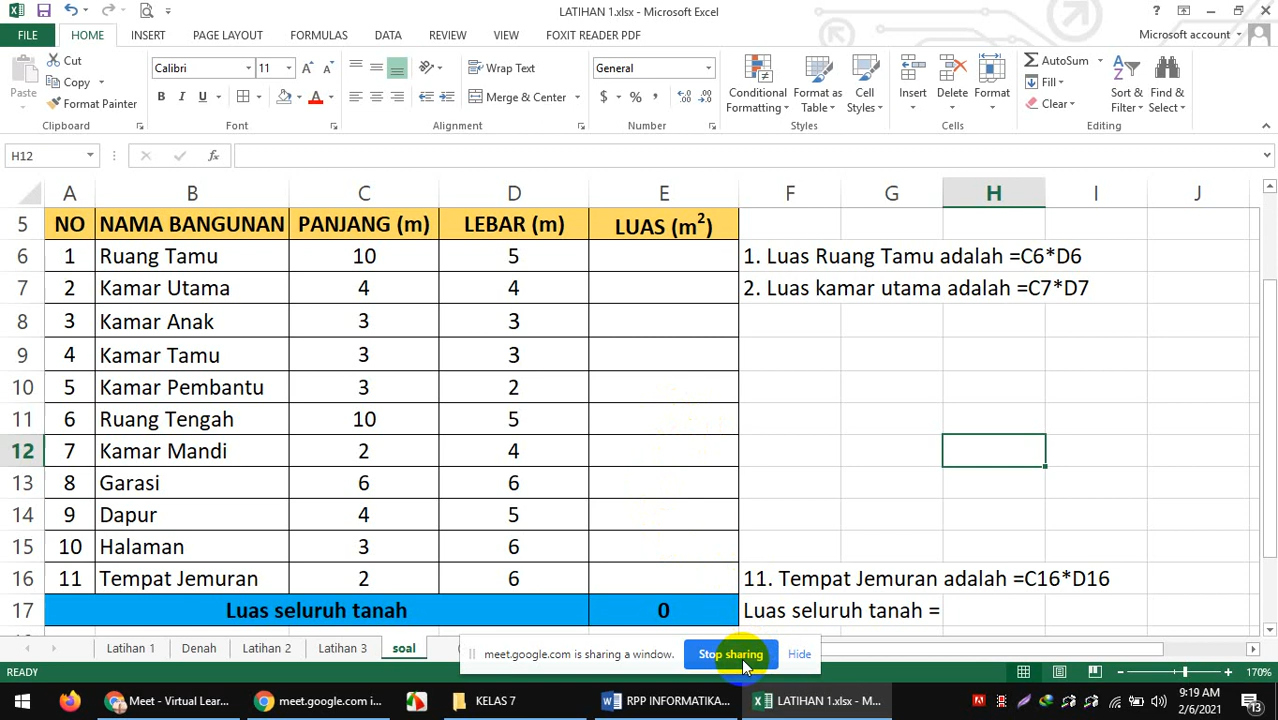 LATIHAN 1.xlsx - Microsoft Excel
FILE HOME INSERT PAGE LAYOUT FORMULAS DATA REVIEW VIEW FOXIT READER PDF Microsoft account
Paste
Cut
Copy
Format Painter
Clipboard
Calibri 11
B I U A
Font
Wrap Text
Merge & Center
Alignment
General
$ % ,
Number
Conditional Formatting
Format as Table
Cell Styles
Styles
Insert Delete Format
Cells
AutoSum
Fill
Clear
Sort & Filter
Find & Select
Editing
H12 fx
A B C D E F G H I J
5 NO NAMA BANGUNAN PANJANG (m) LEBAR (m) LUAS (m²)
6 1 Ruang Tamu 10 5 1. Luas Ruang Tamu adalah =C6*D6
7 2 Kamar Utama 4 4 2. Luas kamar utama adalah =C7*D7
8 3 Kamar Anak 3 3
9 4 Kamar Tamu 3 3
10 5 Kamar Pembantu 3 2
11 6 Ruang Tengah 10 5
12 7 Kamar Mandi 2 4
13 8 Garasi 6 6
14 9 Dapur 4 5
15 10 Halaman 3 6
16 11 Tempat Jemuran 2 6 11. Tempat Jemuran adalah =C16*D16
17 Luas seluruh tanah 0 Luas seluruh tanah =
Latihan 1 Denah Latihan 2 Latihan 3 soal
meet.google.com is sharing a window. Stop sharing Hide
READY 170%
Meet - Virtual Lear... meet.google.com i... KELAS 7 RPP INFORMATIKA... LATIHAN 1.xlsx - M...
9:19 AM
2/6/2021
13